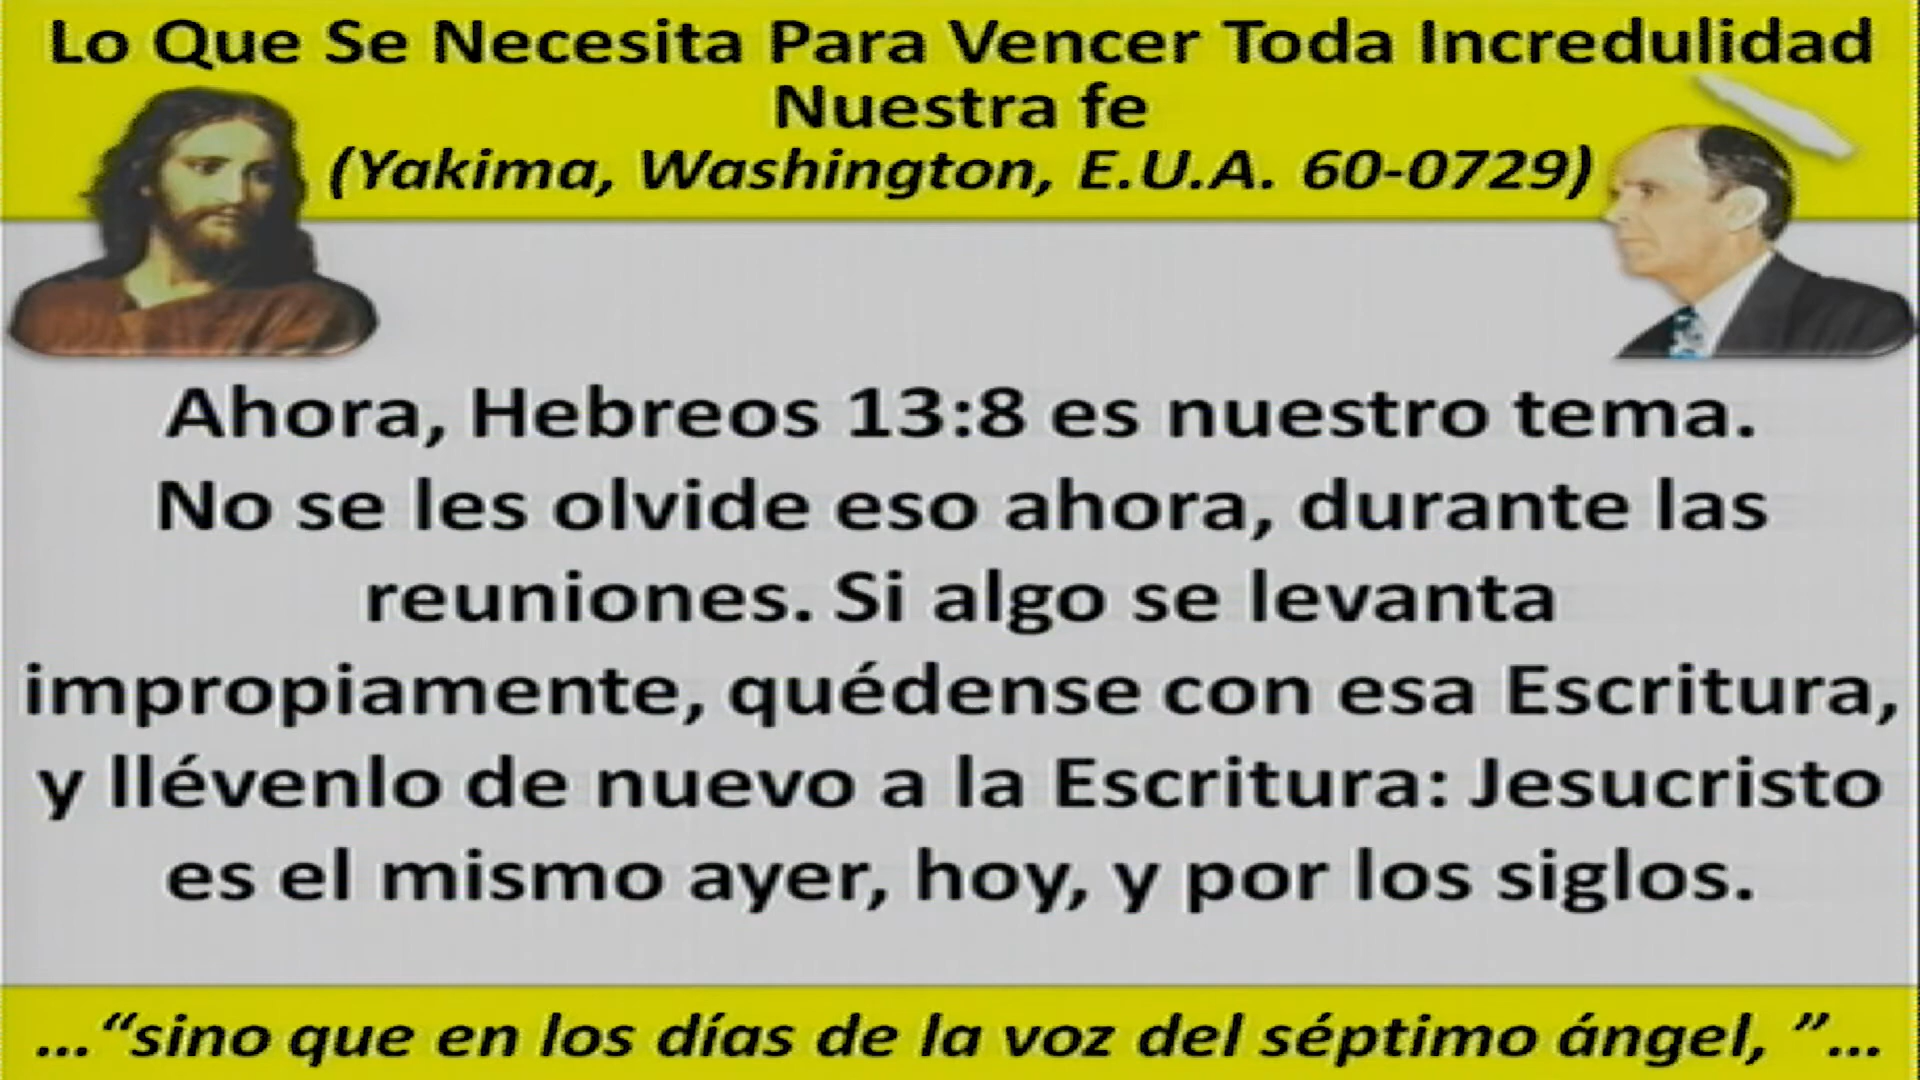 Lo Que Se Necesita Para Vencer Toda Incredulidad
Nuestra fe
(Yakima, Washington, E.U.A. 60-0729)
Ahora, Hebreos 13:8 es nuestro tema.
No se les olvide eso ahora, durante las
reuniones. Si algo se levanta
impropiamente, quédense con esa Escritura,
y llévenlo de nuevo a la Escritura: Jesucristo
es el mismo ayer, hoy, y por los siglos.
...“sino que en los días de la voz del séptimo ángel, ”...